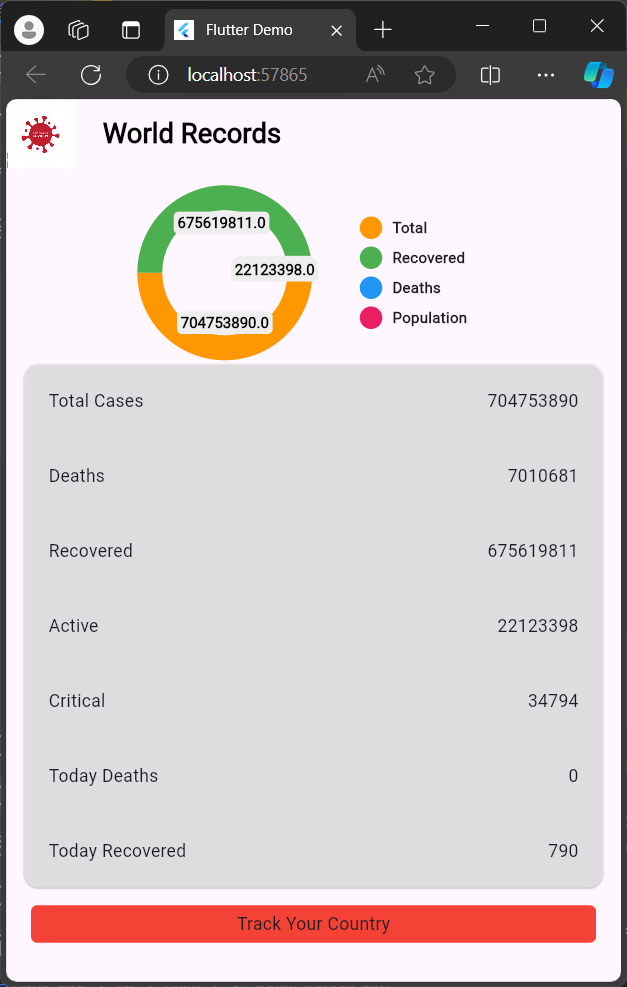 Flutter Demo
localhost:57865
World Records
675619811.0
22123398.0
704753890.0
Total
Recovered
Deaths
Population
Total Cases 704753890
Deaths 7010681
Recovered 675619811
Active 22123398
Critical 34794
Today Deaths 0
Today Recovered 790
Track Your Country